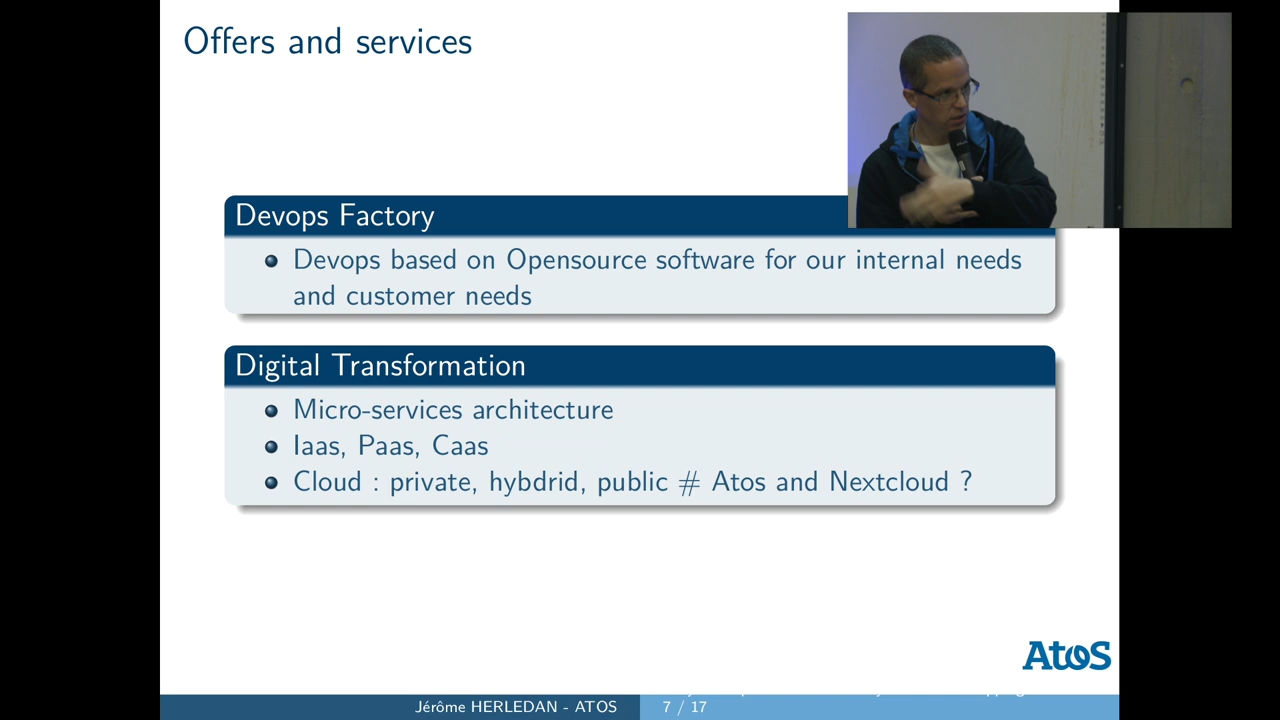 Offers and services
Devops Factory
Devops based on Opensource software for our internal needs
and customer needs
Digital Transformation
Micro-services architecture
Iaas, Paas, Caas
Cloud : private, hybdrid, public # Atos and Nextcloud ?
Atos
Jérôme HERLEDAN - ATOS
7 / 17